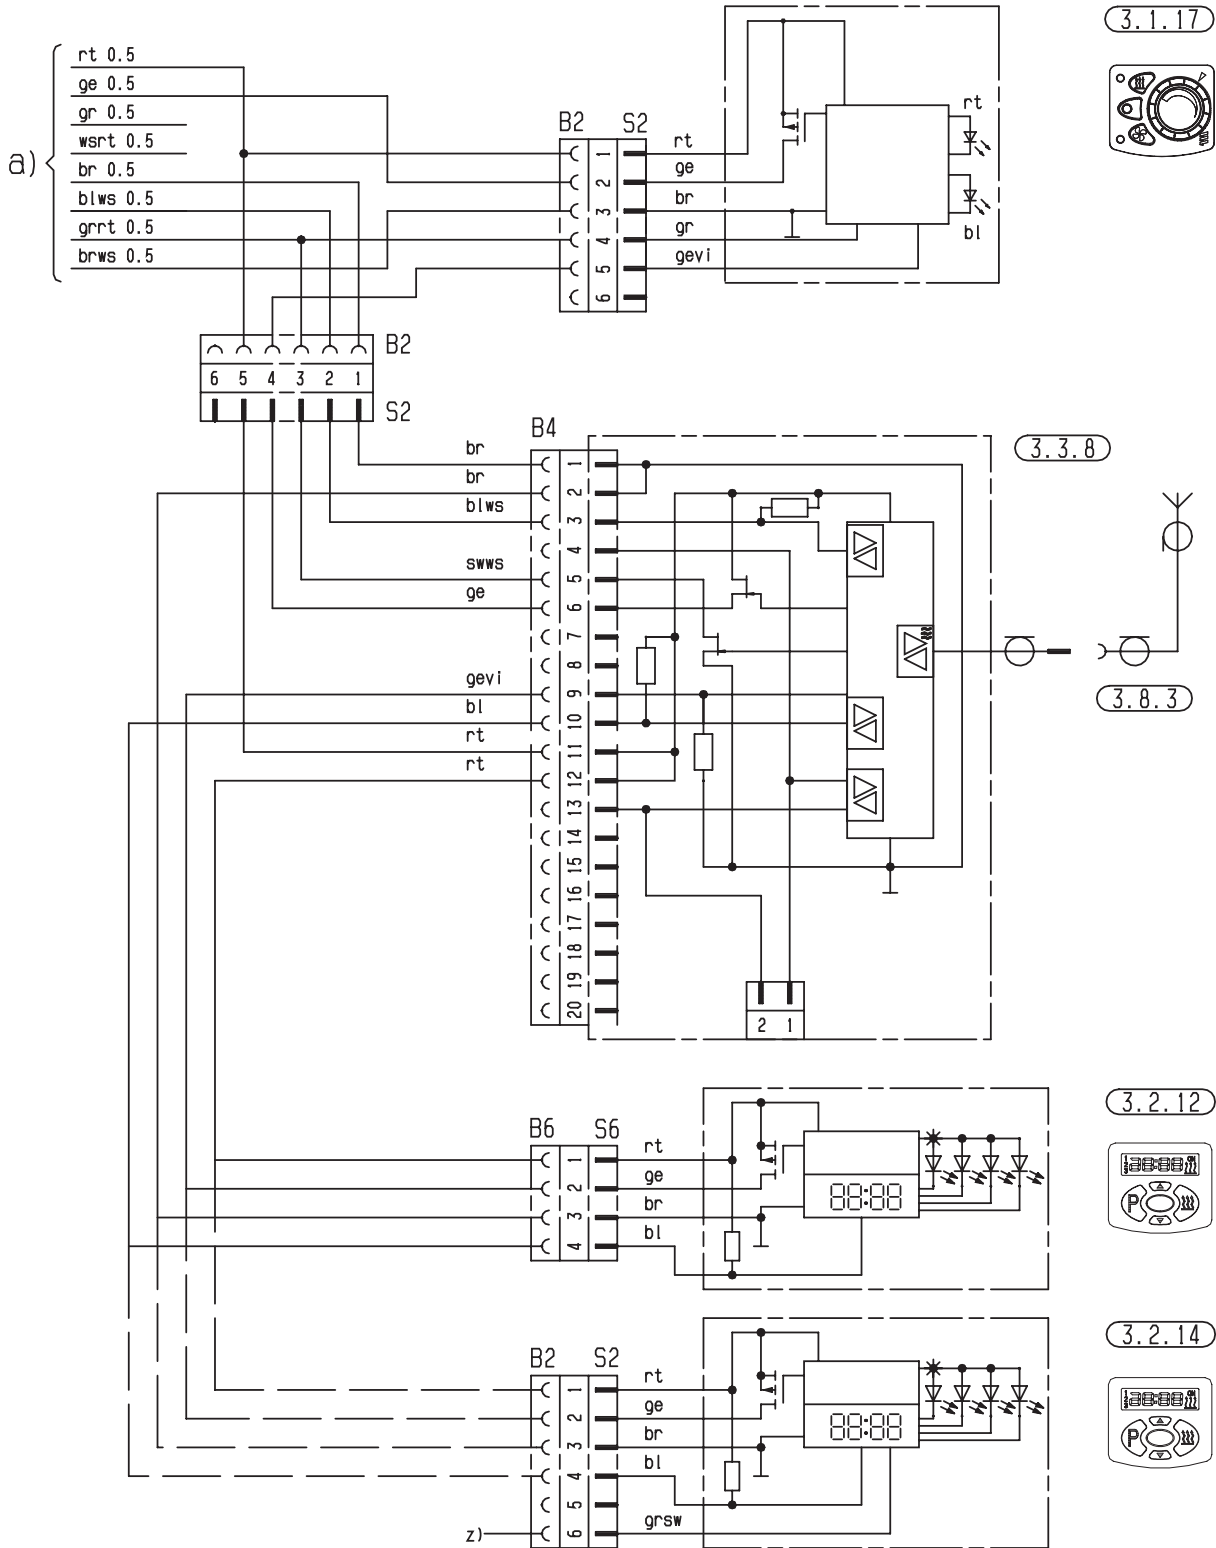 3.1.17
a)
rt 0.5
ge 0.5
gr 0.5
wsrt 0.5
br 0.5
blws 0.5
grrt 0.5
brws 0.5
B2 S2
1
2
3
4
5
6
rt
ge
br
gr
gevi
rt
bl
B2
6 5 4 3 2 1
S2
B4
3.3.8
br
br
blws
swws
ge
gevi
bl
rt
rt
1
2
3
4
5
6
7
8
9
10
11
12
13
14
15
16
17
18
19
20
2 1
3.8.3
B6 S6
1
2
3
4
rt
ge
br
bl
88:88
3.2.12
P
B2 S2
1
2
3
4
5
6
rt
ge
br
bl
grsw
z)
88:88
3.2.14
P